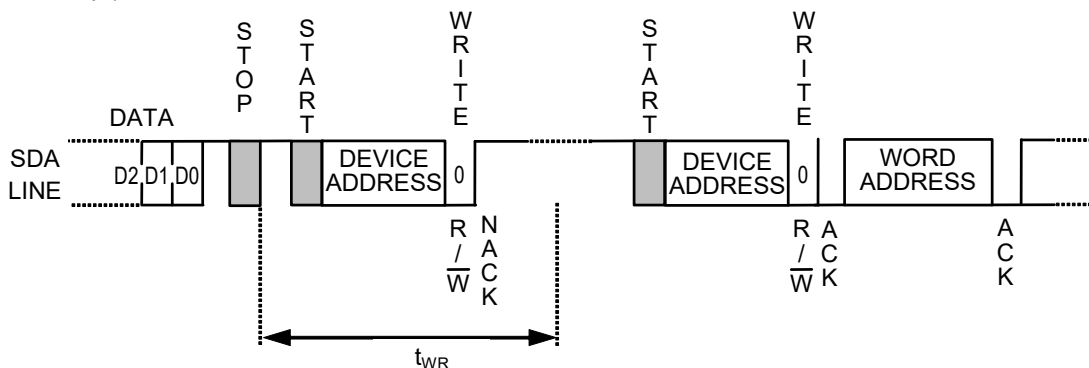 STOP
START
WRITE
START
WRITE
DATA
SDA LINE
D2 D1 D0
DEVICE ADDRESS
0
DEVICE ADDRESS
0
WORD ADDRESS
R/W
NACK
R/W
ACK
ACK
tWR